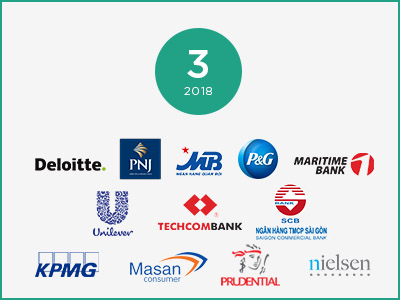 3
2018
Deloitte.
PNJ
MB
NGÂN HÀNG QUÂN ĐỘI
P&G
MARITIME
BANK
Unilever
TECHCOMBANK
SCB
NGÂN HÀNG TMCP SÀI GÒN
SAIGON COMMERCIAL BANK
KPMG
Masan
consumer
PRUDENTIAL
nielsen